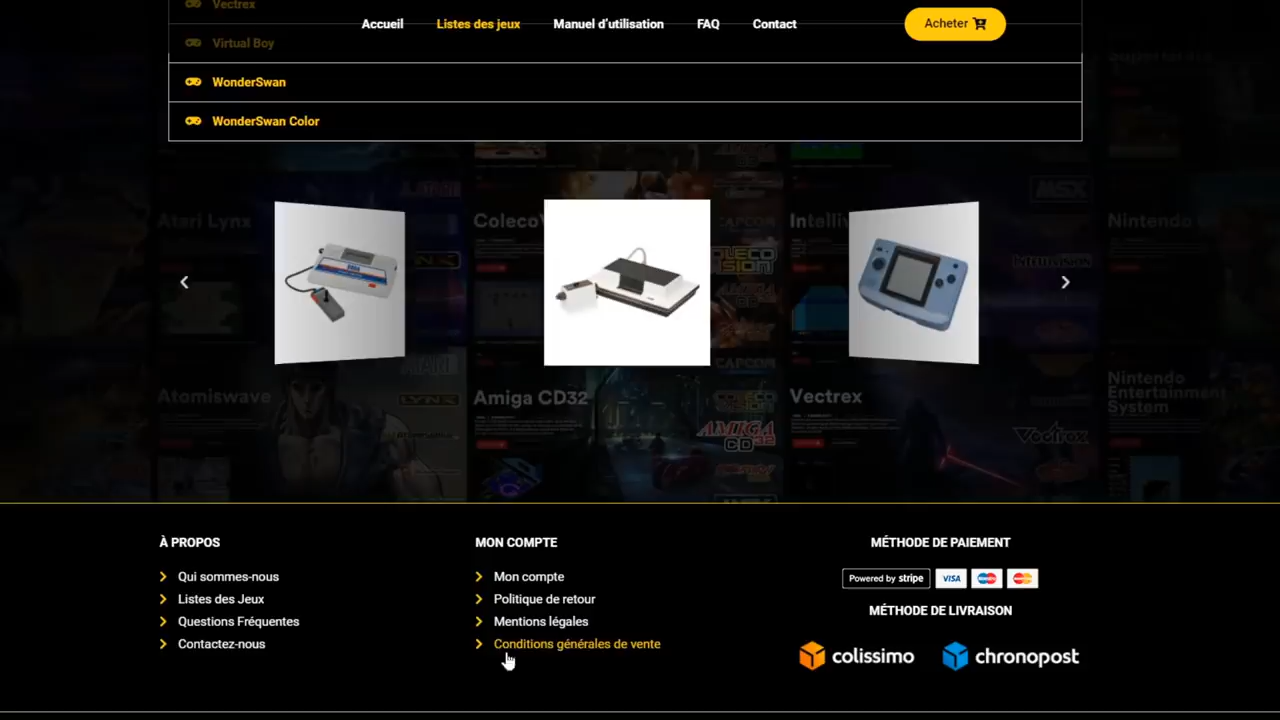 Vectrex
Accueil
Listes des jeux
Manuel d'utilisation
FAQ
Contact
Acheter
Virtual Boy
WonderSwan
WonderSwan Color
Atari Lynx
MSX
Atomiswave
Amiga CD32
AMIGA
CD32
Vectrex
Nintendo
Entertainment
System
À PROPOS
Qui sommes-nous
Listes des Jeux
Questions Fréquentes
Contactez-nous
MON COMPTE
Mon compte
Politique de retour
Mentions légales
Conditions générales de vente
MÉTHODE DE PAIEMENT
Powered by stripe
VISA
MÉTHODE DE LIVRAISON
colissimo
chronopost